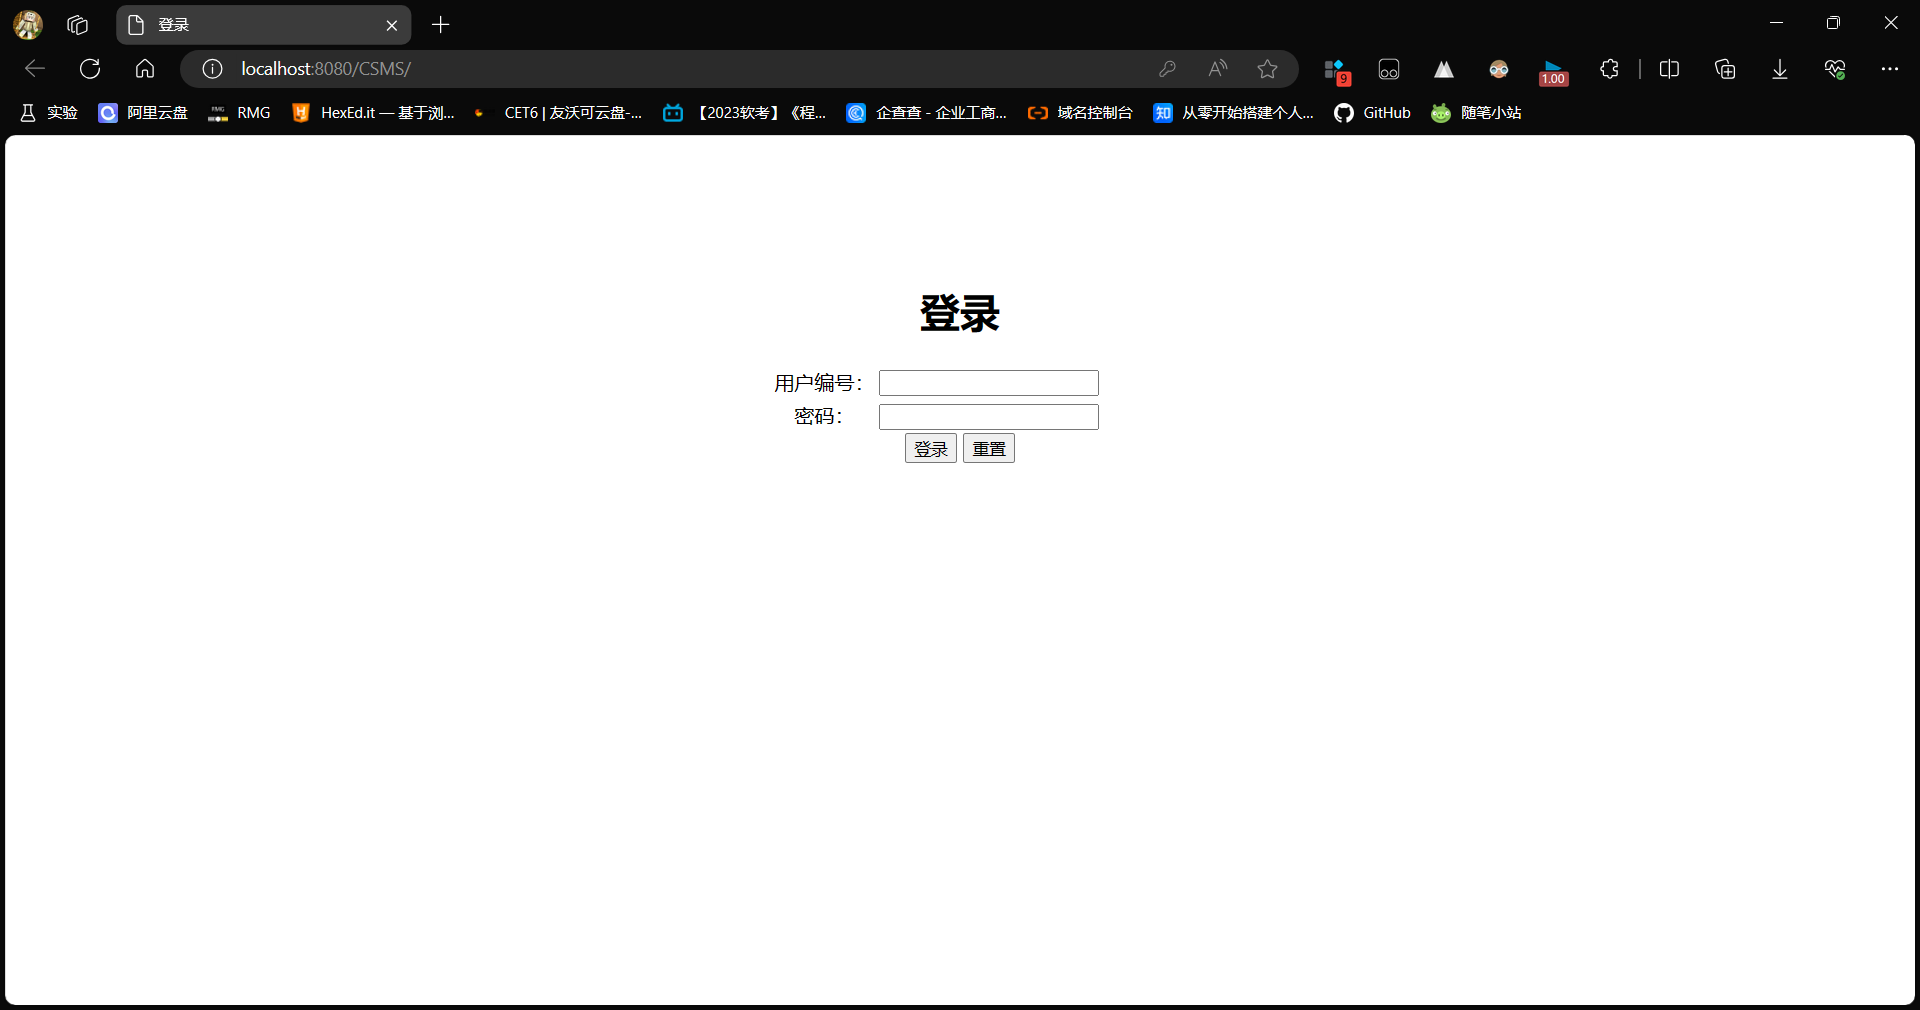 登录
localhost:8080/CSMS/
9
1.00
实验
阿里云盘
RMG
HexEd.it — 基于浏...
CET6 | 友沃可云盘-...
【2023软考】《程...
企查查 - 企业工商...
域名控制台
知 从零开始搭建个人...
GitHub
随笔小站
登录
用户编号：
密码：
登录 重置